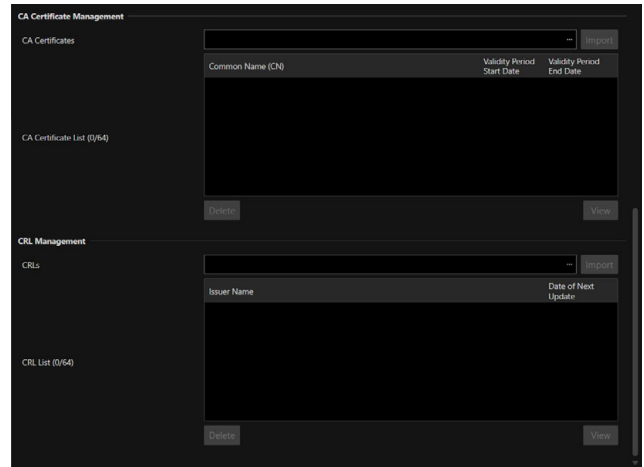 CA Certificate Management
CA Certificates
... Import
Common Name (CN)
Validity Period
Start Date
Validity Period
End Date
CA Certificate List (0/64)
Delete
View
CRL Management
CRLs
... Import
Issuer Name
Date of Next
Update
CRL List (0/64)
Delete
View